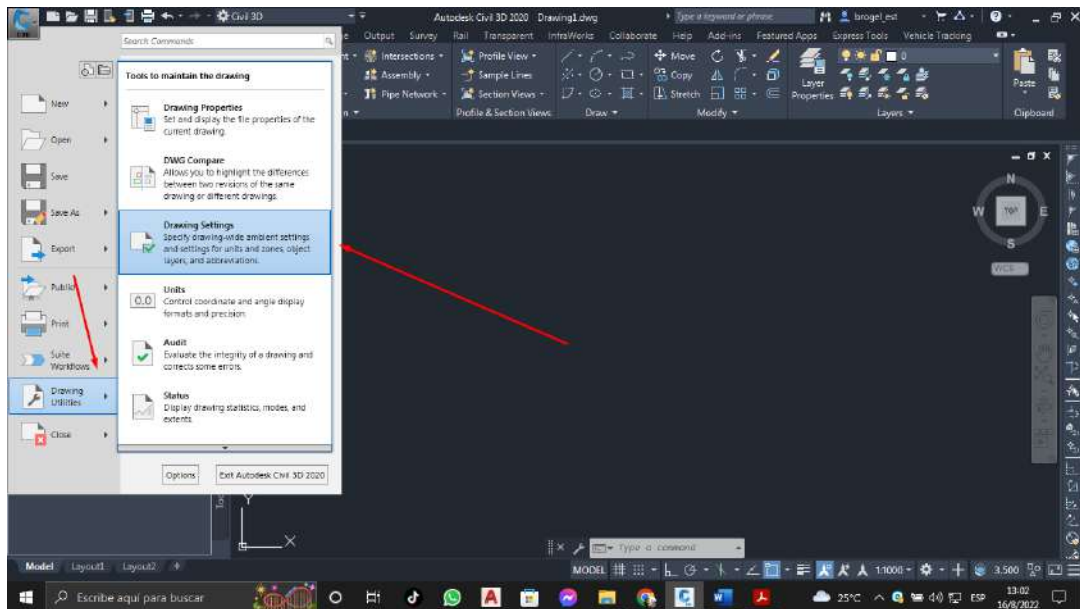 Civil 3D
Autodesk Civil 3D 2020 Drawing1.dwg
Type a keyword or phrase
brogel_est
Output Survey Rail Transparent InfraWorks Collaborate Help Add-ins Featured Apps Express Tools Vehicle Tracking
Search Commands
Intersections
Profile View
Move
Assembly
Sample Lines
Copy
Pipe Network
Section Views
Stretch
Layer
Properties
0
Paste
Profile & Section Views
Draw
Modify
Layers
Clipboard
Tools to maintain the drawing
New
Open
Save
Save As
Export
Publish
Print
Suite
Workflows
Drawing
Utilities
Close
Drawing Properties
Set and display the file properties of the
current drawing.
DWG Compare
Allows you to highlight the differences
between two revisions of the same
drawing or different drawings.
Drawing Settings
Specify drawing-wide ambient settings
and settings for units and zones, object
layers, and abbreviations.
Units
0.0
Control coordinate and angle display
formats and precision.
Audit
Evaluate the integrity of a drawing and
corrects some errors.
Status
Display drawing statistics, modes, and
extents.
Options
Exit Autodesk Civil 3D 2020
N
W
TOP
E
S
WCS
Y
X
Type a command
Model Layout1 Layout2 +
MODEL
1:1000
3.500
Escribe aquí para buscar
25°C
ESP
13:02
16/8/2022